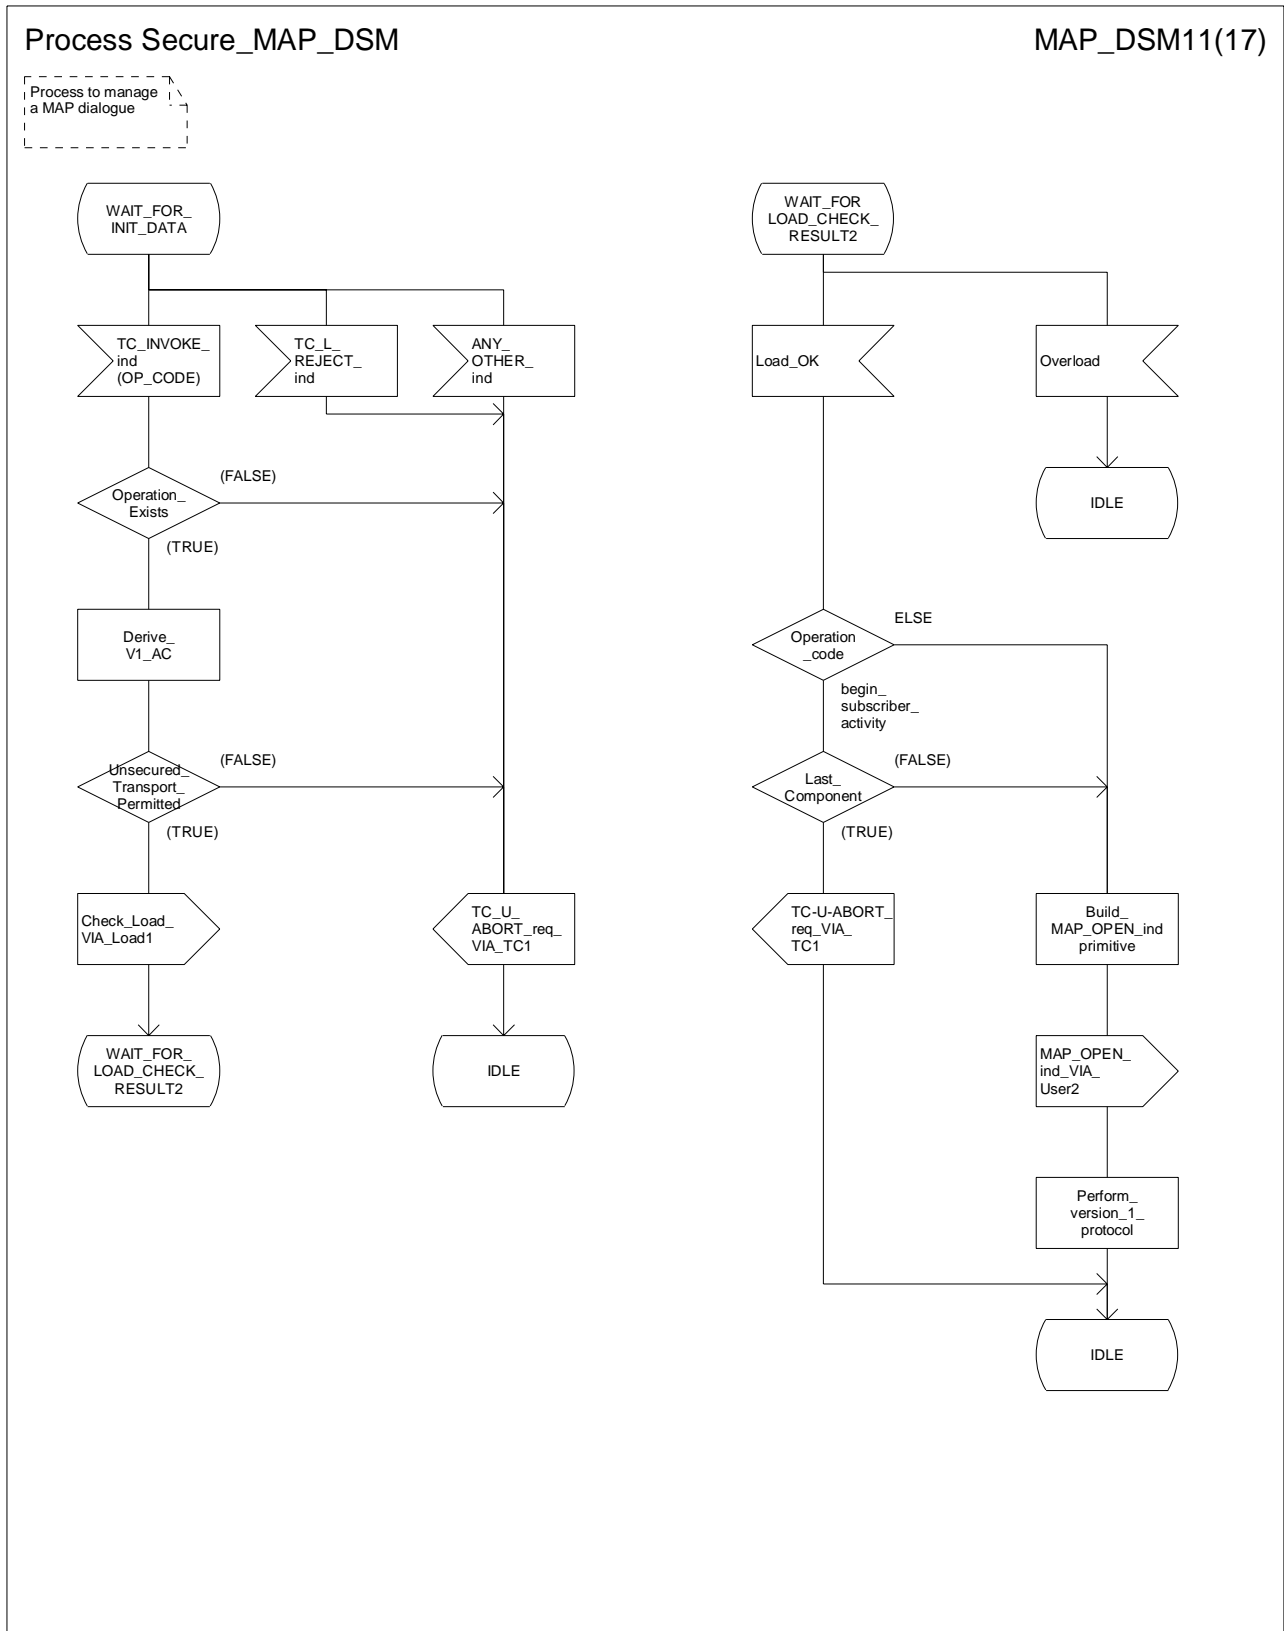 Process Secure_MAP_DSM
MAP_DSM11(17)
Process to manage
a MAP dialogue
WAIT_FOR_
INIT_DATA
TC_INVOKE_
ind
(OP_CODE)
TC_L_
REJECT_
ind
ANY_
OTHER_
ind
Operation_
Exists
(FALSE)
(TRUE)
Derive_
V1_AC
Unsecured_
Transport_
Permitted
(FALSE)
(TRUE)
Check_Load_
VIA_Load1
TC_U_
ABORT_req_
VIA_TC1
WAIT_FOR_
LOAD_CHECK_
RESULT2
IDLE
WAIT_FOR
LOAD_CHECK_
RESULT2
Load_OK
Overload
IDLE
Operation
_code
ELSE
begin_
subscriber_
activity
Last_
Component
(FALSE)
(TRUE)
TC-U-ABORT_
req_VIA_
TC1
Build_
MAP_OPEN_ind
primitive
MAP_OPEN_
ind_VIA_
User2
Perform_
version_1_
protocol
IDLE